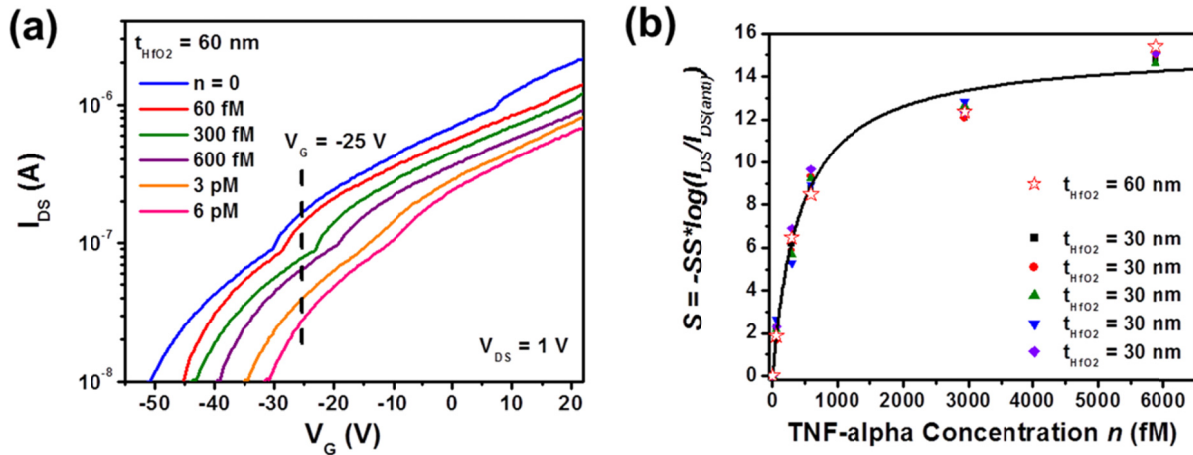 (a)
t_HfO2 = 60 nm
n = 0
60 fM
300 fM
600 fM
3 pM
6 pM
V_G = -25 V
V_DS = 1 V
I_DS (A)
10^-6
10^-7
10^-8
-50 -40 -30 -20 -10 0 10 20
V_G (V)
(b)
S = -SS*log(I_DS/I_DS(anti))
16
14
12
10
8
6
4
2
0
t_HfO2 = 60 nm
t_HfO2 = 30 nm
t_HfO2 = 30 nm
t_HfO2 = 30 nm
t_HfO2 = 30 nm
t_HfO2 = 30 nm
0 1000 2000 3000 4000 5000 6000
TNF-alpha Concentration n (fM)